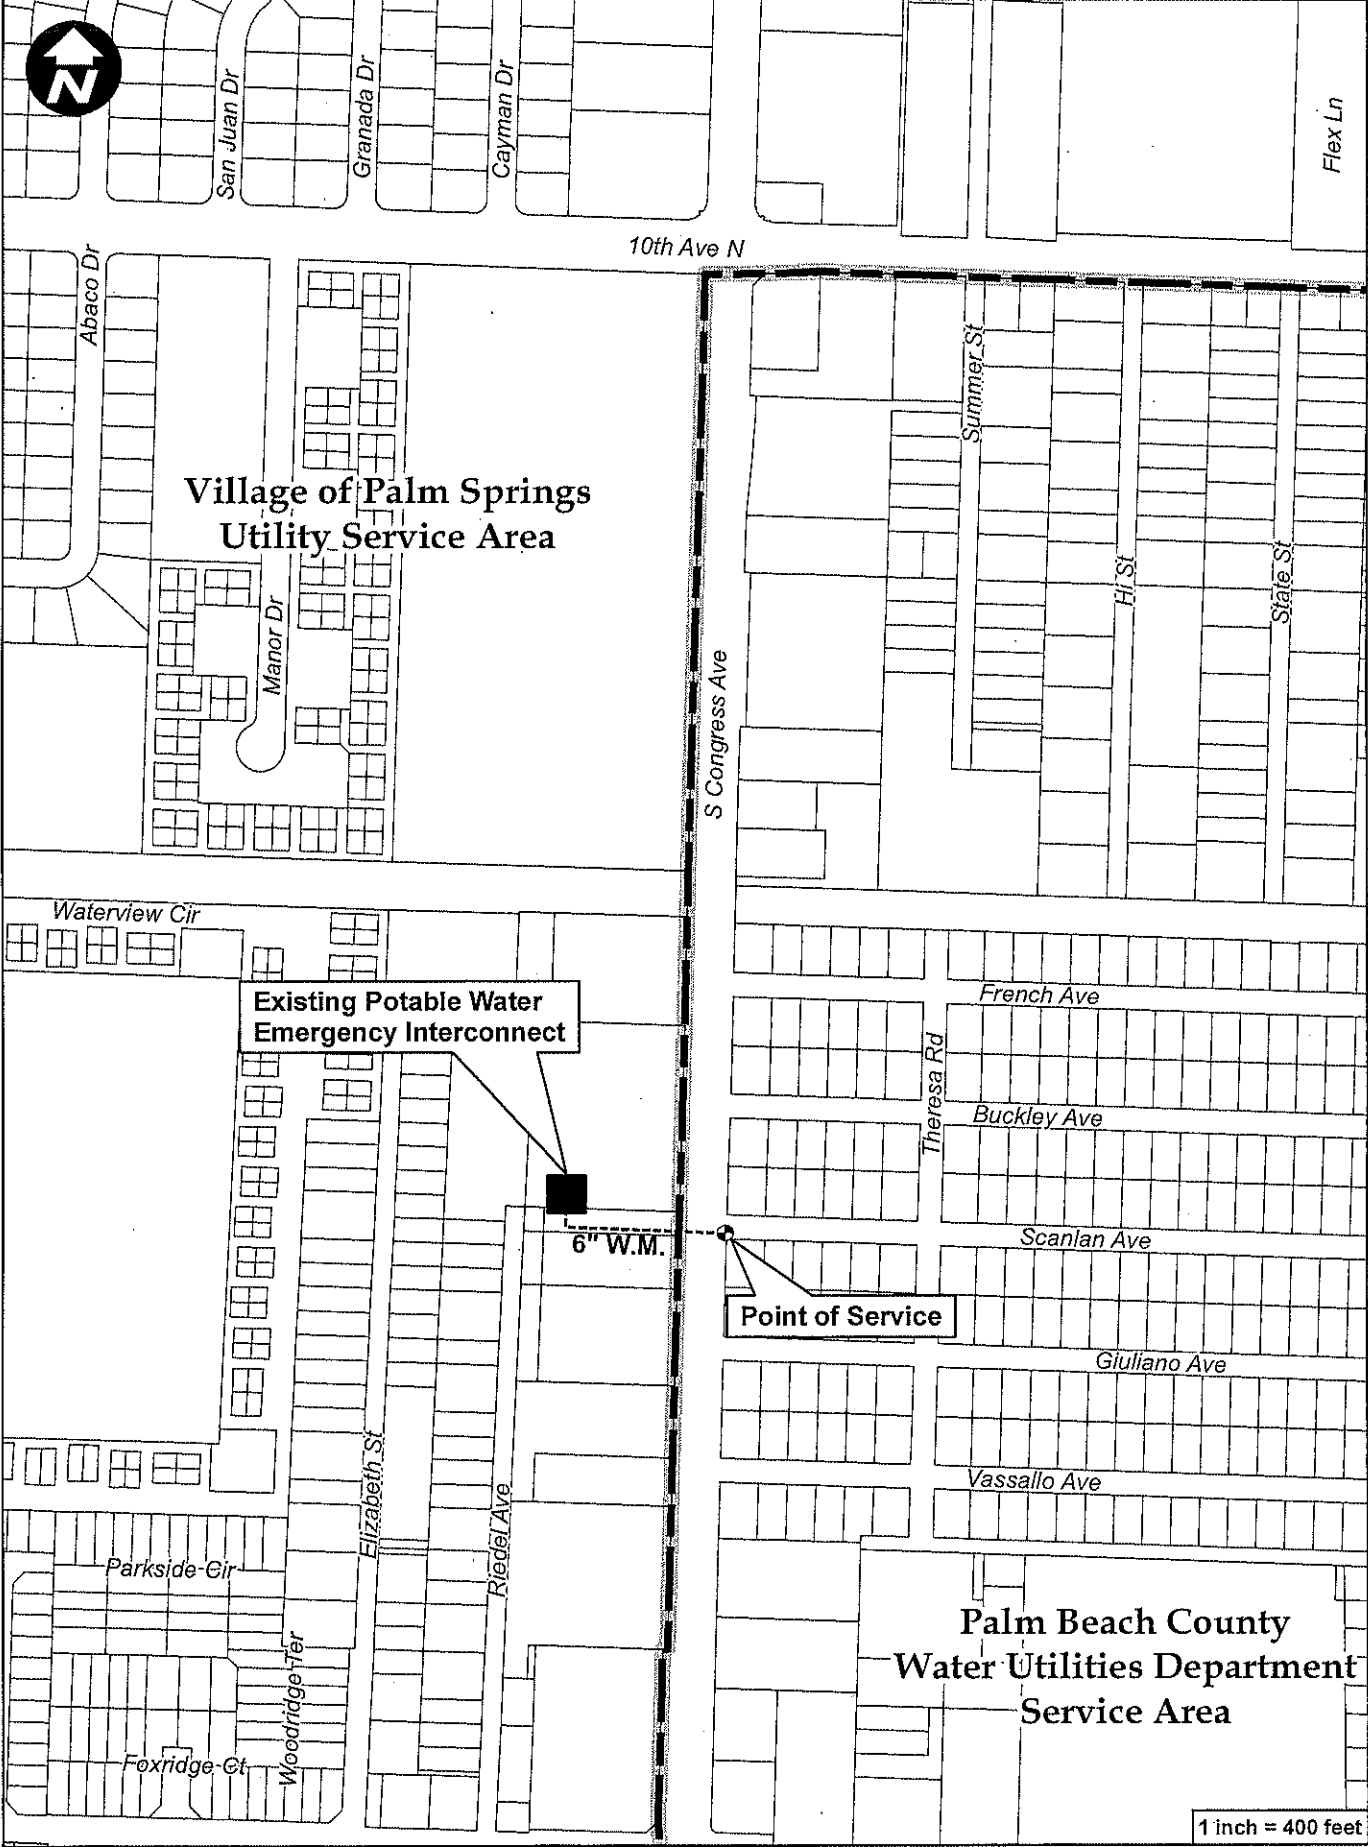 N
San Juan Dr
Granada Dr
Cayman Dr
Flex Ln
10th Ave N
Abaco Dr
Summer St
Village of Palm Springs
Utility Service Area
Hi St
State St
Manor Dr
S Congress Ave
Waterview Cir
Existing Potable Water
Emergency Interconnect
French Ave
Theresa Rd
Buckley Ave
6" W.M.
Scanlan Ave
Point of Service
Giuliano Ave
Elizabeth St
Riedel Ave
Vassallo Ave
Parkside Cir
Woodridge Ter
Foxridge Ct
Palm Beach County
Water Utilities Department
Service Area
1 inch = 400 feet